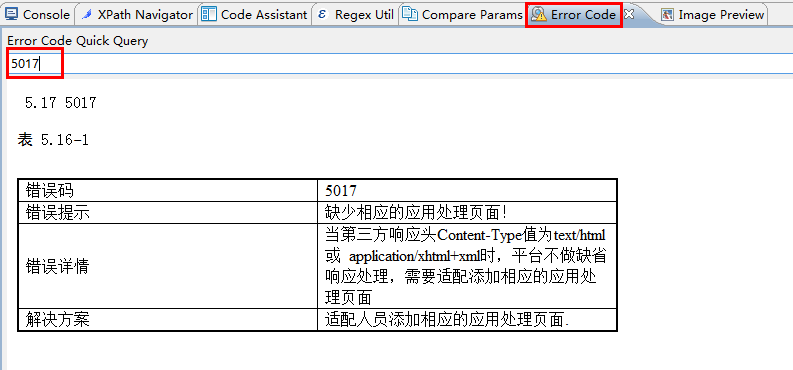 Console XPath Navigator Code Assistant Regex Util Compare Params Error Code Image Preview
Error Code Quick Query
5017
5.17 5017
表 5.16-1
错误码 5017
错误提示 缺少相应的应用处理页面!
错误详情 当第三方响应头Content-Type值为text/html
或 application/xhtml+xml时，平台不做缺省
响应处理，需要适配添加相应的应用处
理页面
解决方案 适配人员添加相应的应用处理页面.